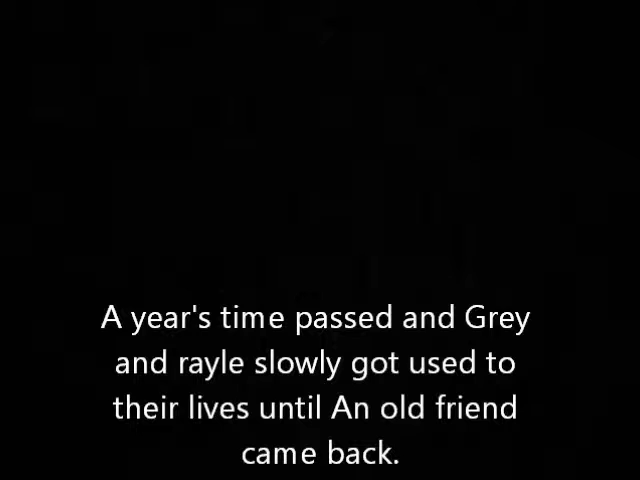 A year's time passed and Grey
and rayle slowly got used to
their lives until An old friend
came back.